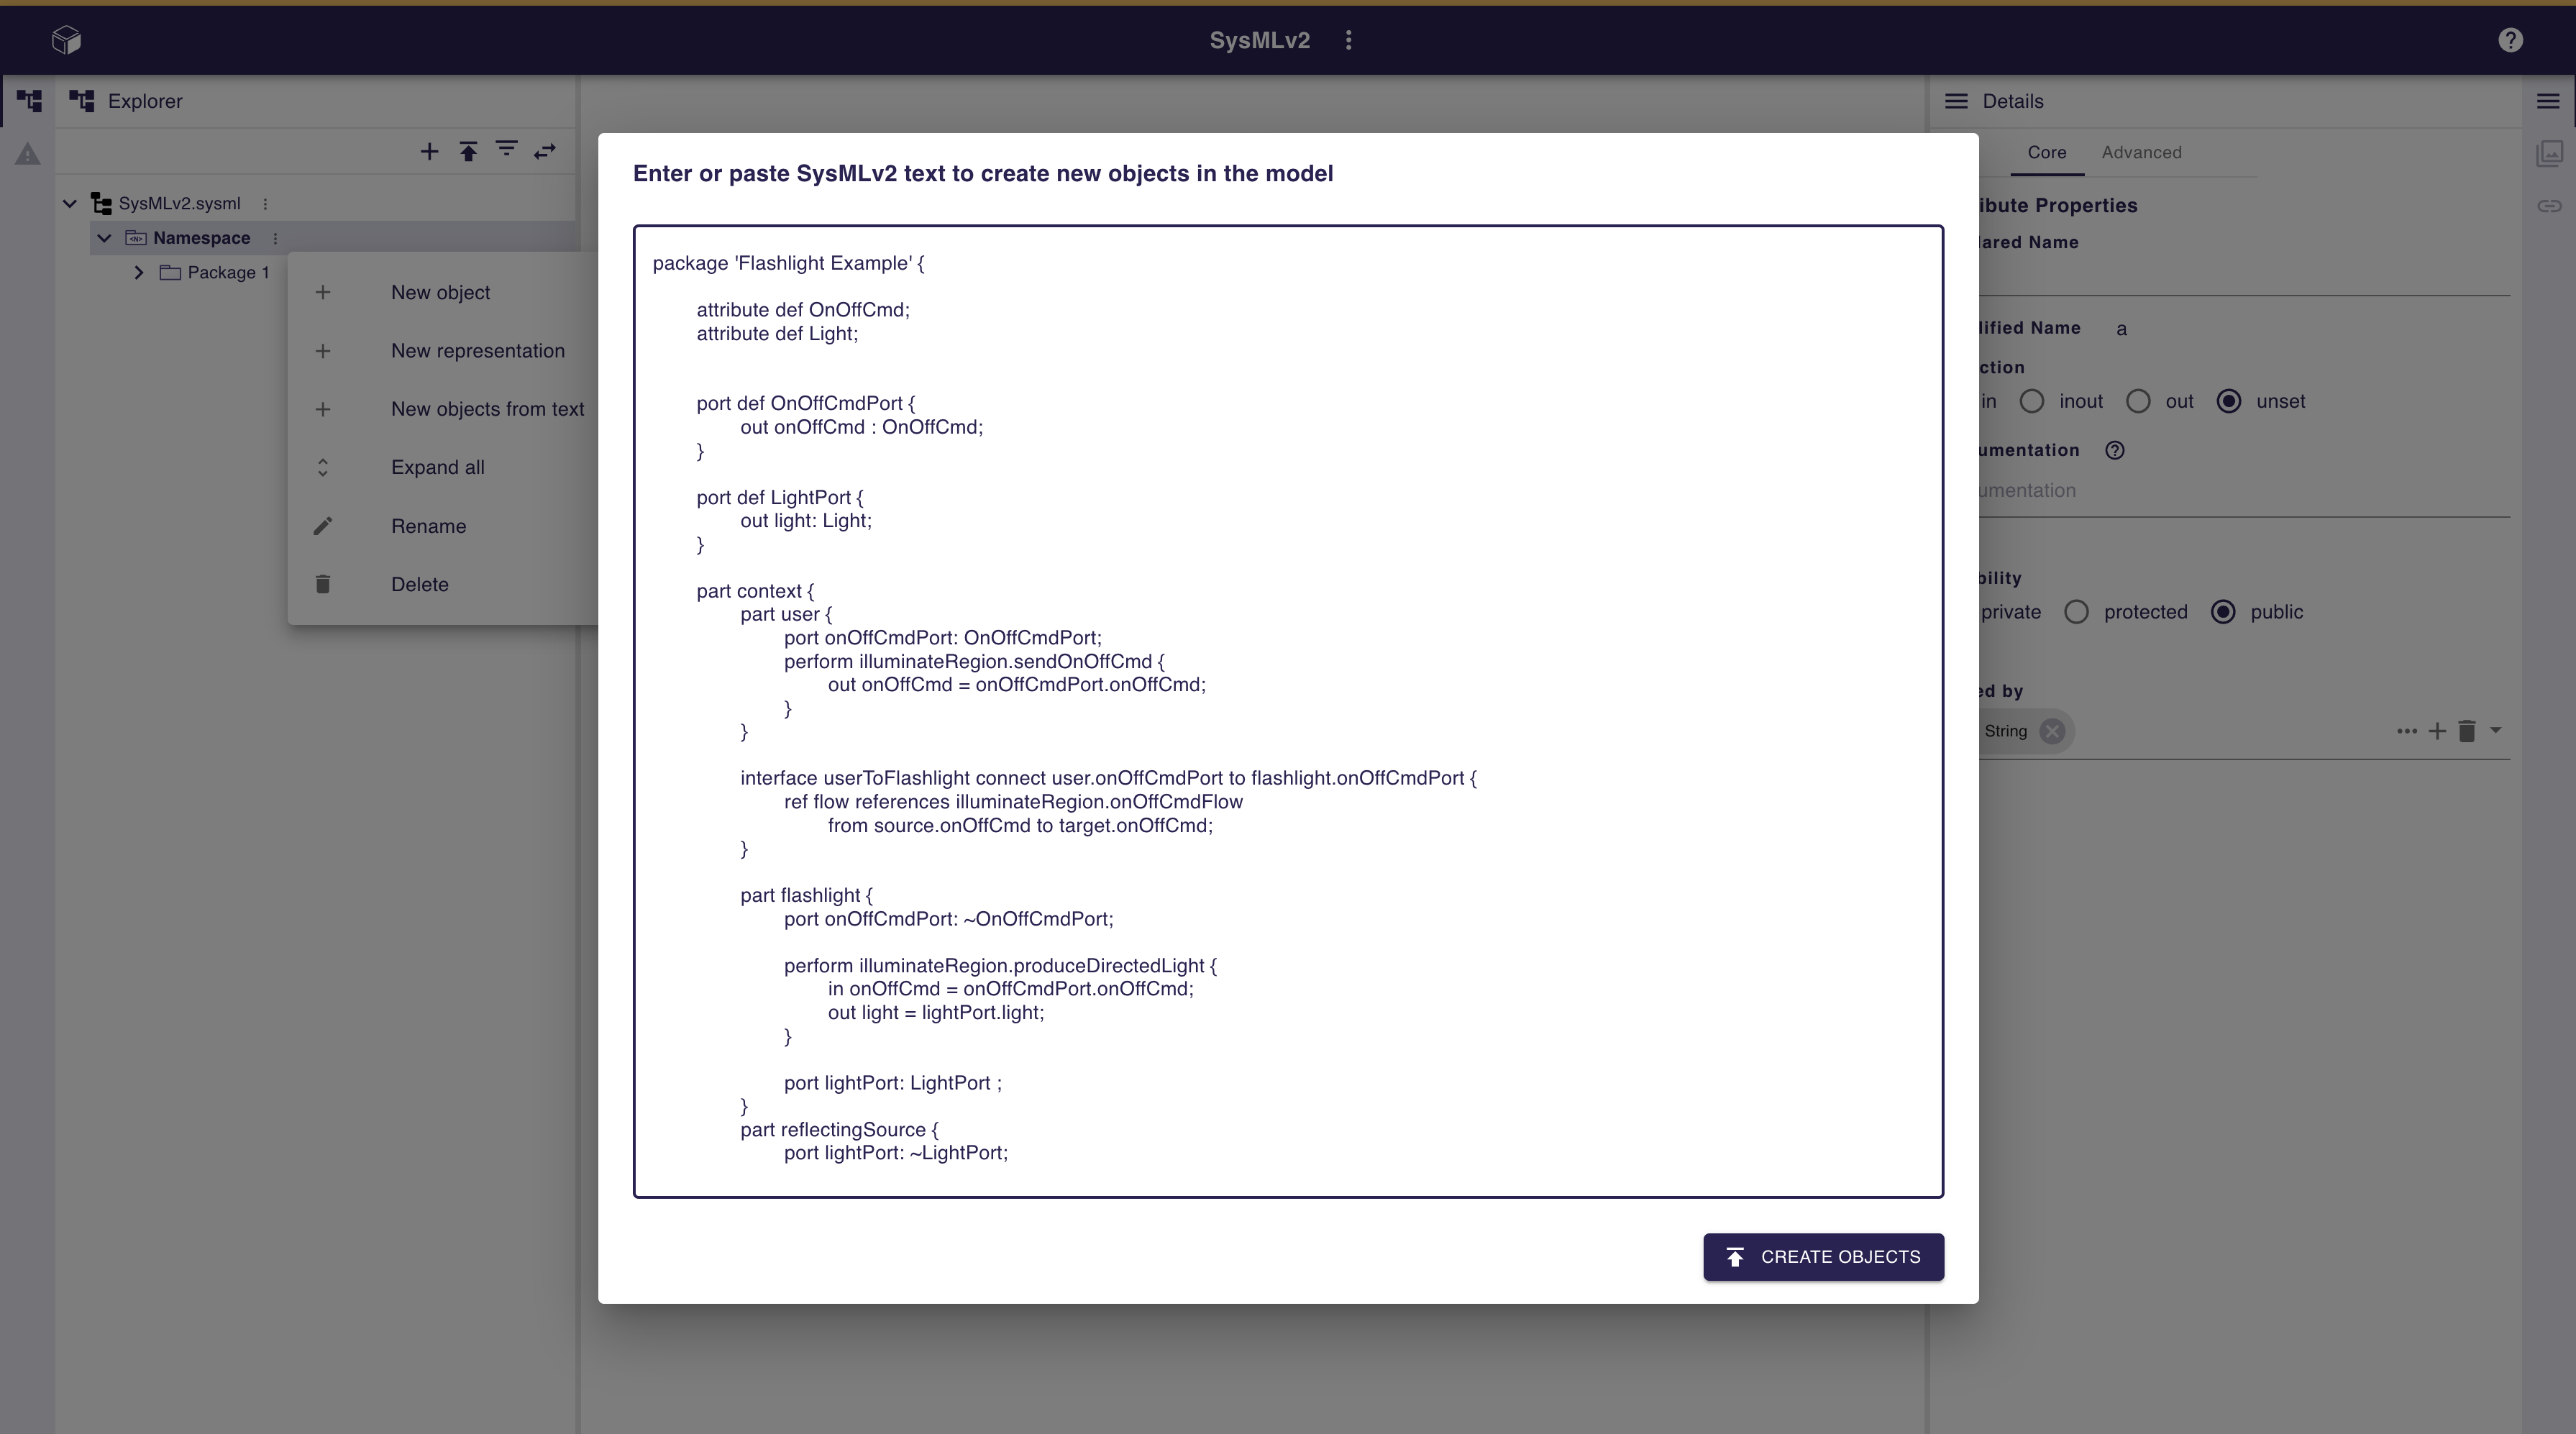 SysMLv2
Explorer
SysMLv2.sysml
Namespace
Package 1
New object
New representation
New objects from text
Expand all
Rename
Delete
Enter or paste SysMLv2 text to create new objects in the model
package 'Flashlight Example' {
attribute def OnOffCmd;
attribute def Light;
port def OnOffCmdPort {
out onOffCmd : OnOffCmd;
}
port def LightPort {
out light: Light;
}
part context {
part user {
port onOffCmdPort: OnOffCmdPort;
perform illuminateRegion.sendOnOffCmd {
out onOffCmd = onOffCmdPort.onOffCmd;
}
}
interface userToFlashlight connect user.onOffCmdPort to flashlight.onOffCmdPort {
ref flow references illuminateRegion.onOffCmdFlow
from source.onOffCmd to target.onOffCmd;
}
part flashlight {
port onOffCmdPort: ~OnOffCmdPort;
perform illuminateRegion.produceDirectedLight {
in onOffCmd = onOffCmdPort.onOffCmd;
out light = lightPort.light;
}
port lightPort: LightPort ;
}
part reflectingSource {
port lightPort: ~LightPort;
CREATE OBJECTS
Details
Core Advanced
ibute Properties
ared Name
ified Name a
ction
in inout out unset
umentation
umentation
bility
private protected public
ed by
String